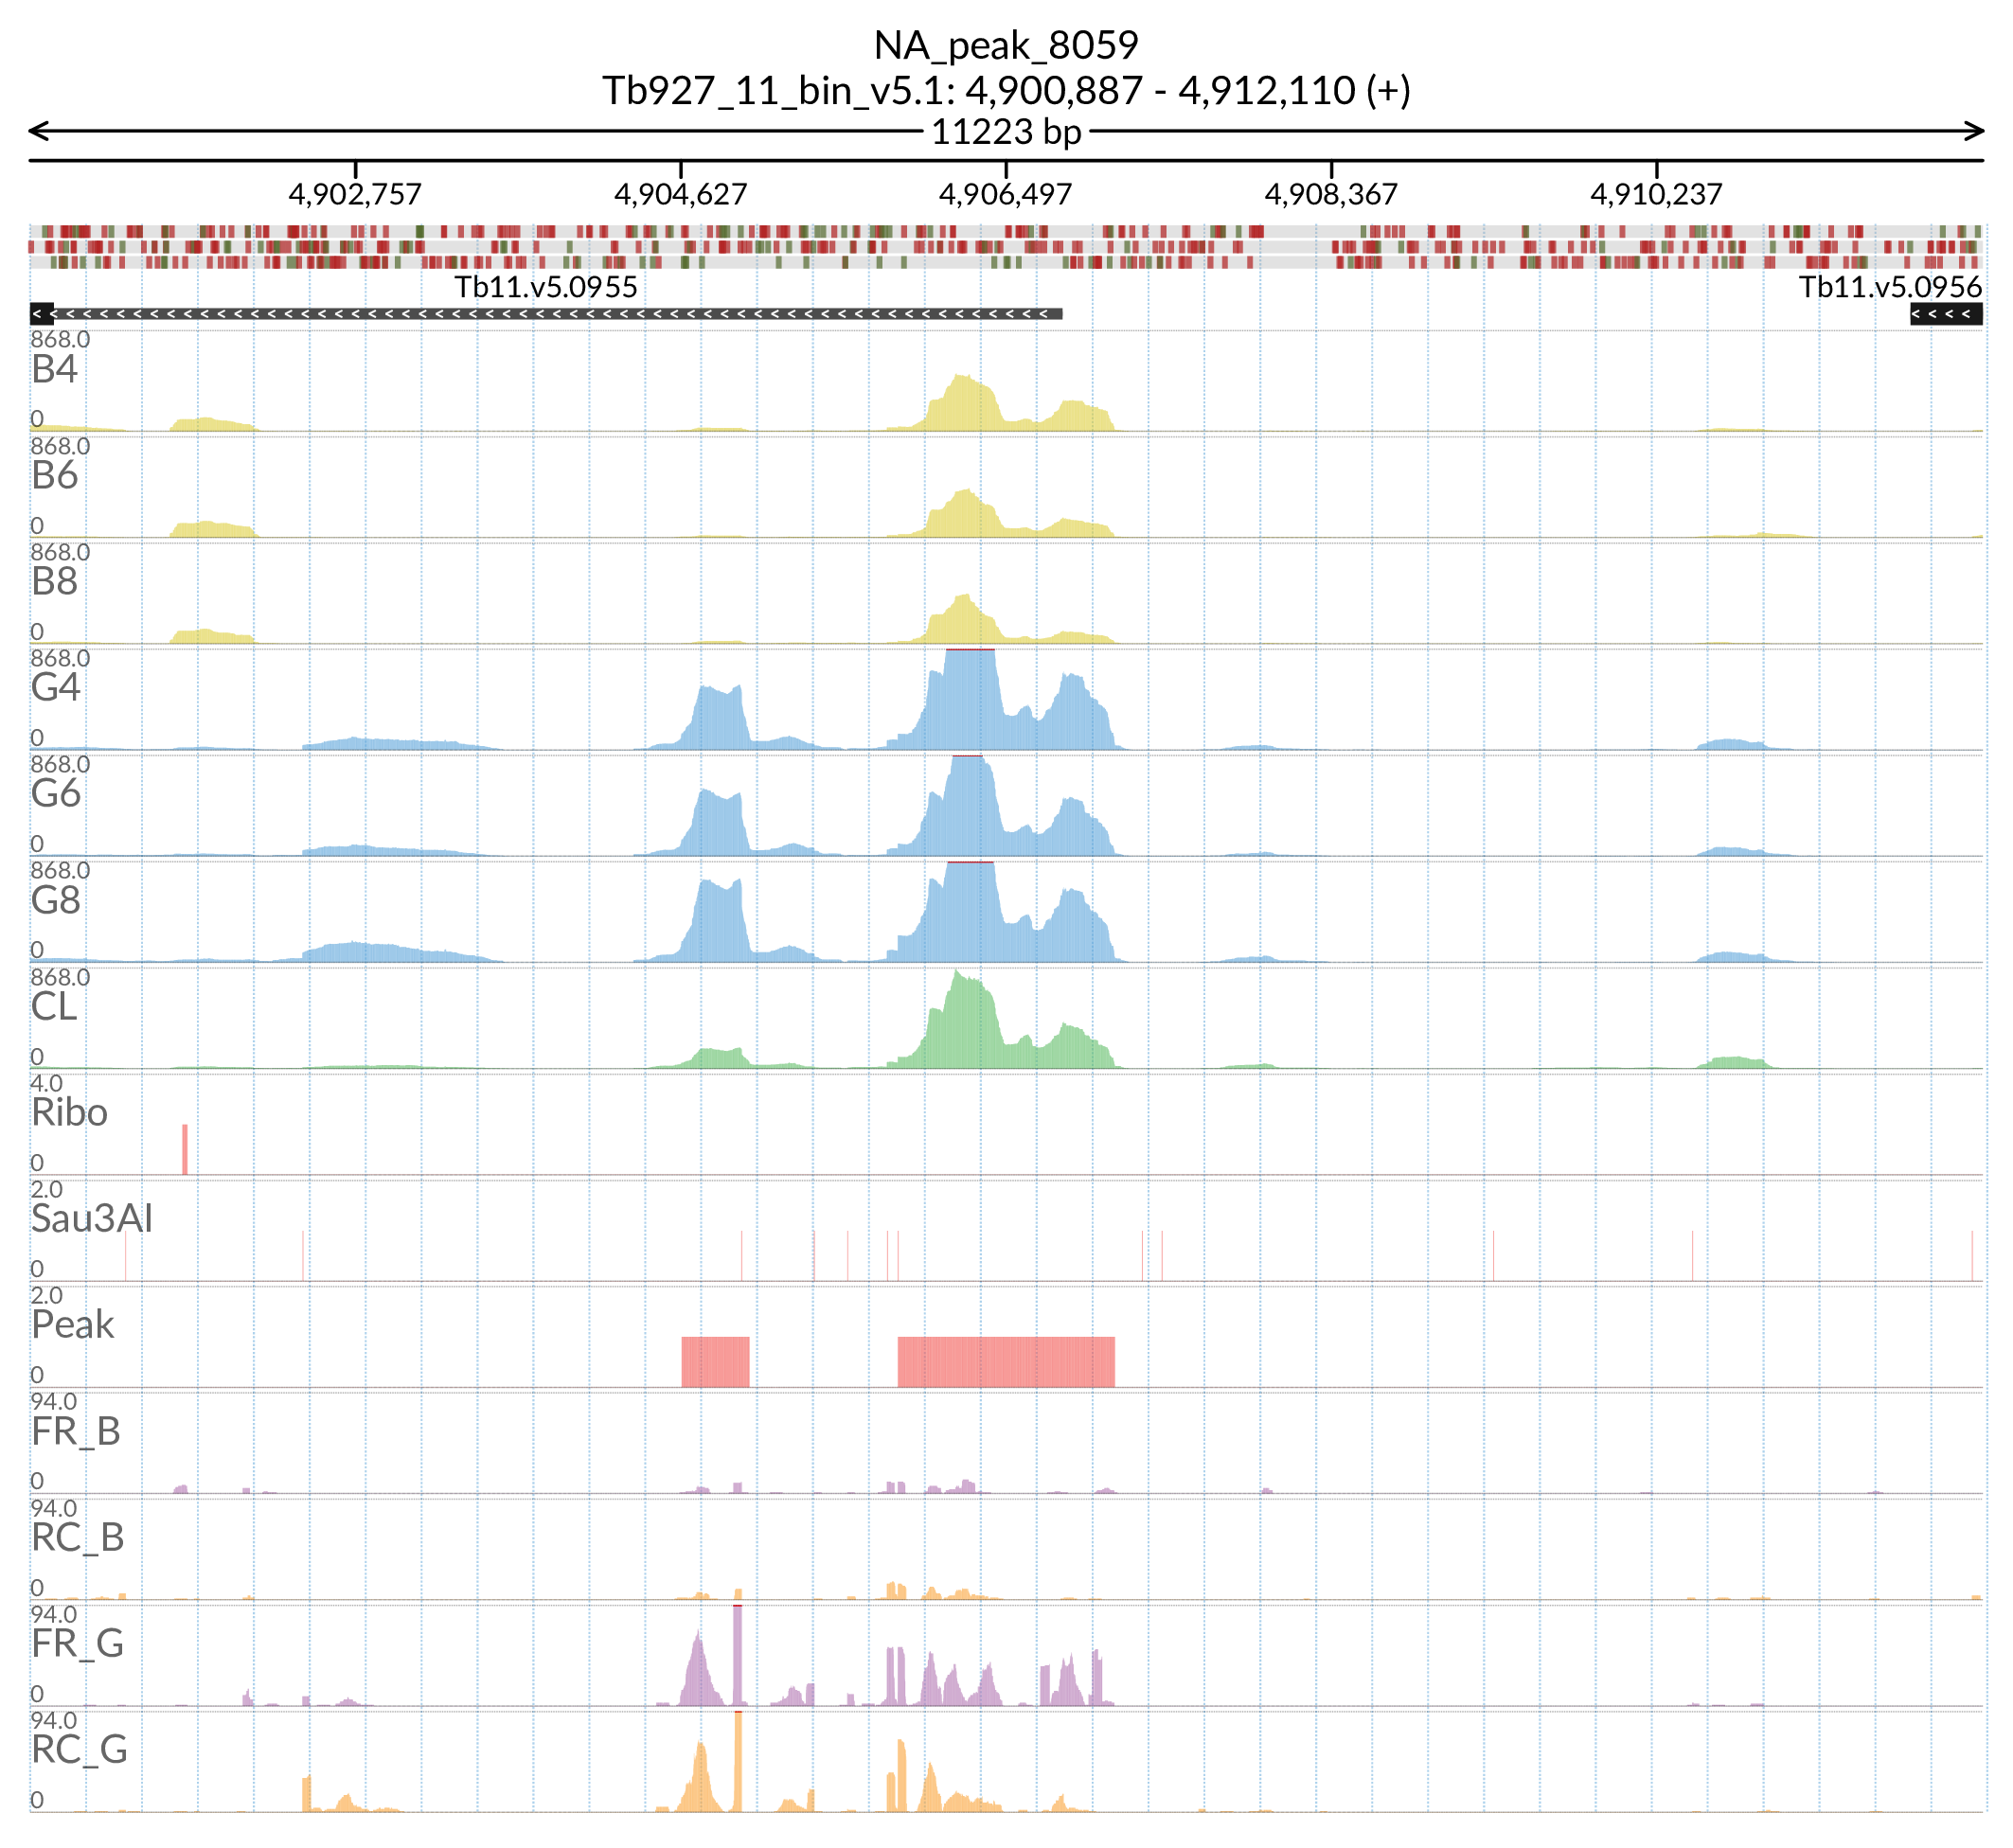 NA_peak_8059
Tb927_11_bin_v5.1: 4,900,887 - 4,912,110 (+)
11223 bp
4,902,757 4,904,627 4,906,497 4,908,367 4,910,237
Tb11.v5.0955 Tb11.v5.0956
868.0
B4
0
868.0
B6
0
868.0
B8
0
868.0
G4
0
868.0
G6
0
868.0
G8
0
868.0
CL
0
4.0
Ribo
0
2.0
Sau3AI
0
2.0
Peak
0
94.0
FR_B
0
94.0
RC_B
0
94.0
FR_G
0
94.0
RC_G
0